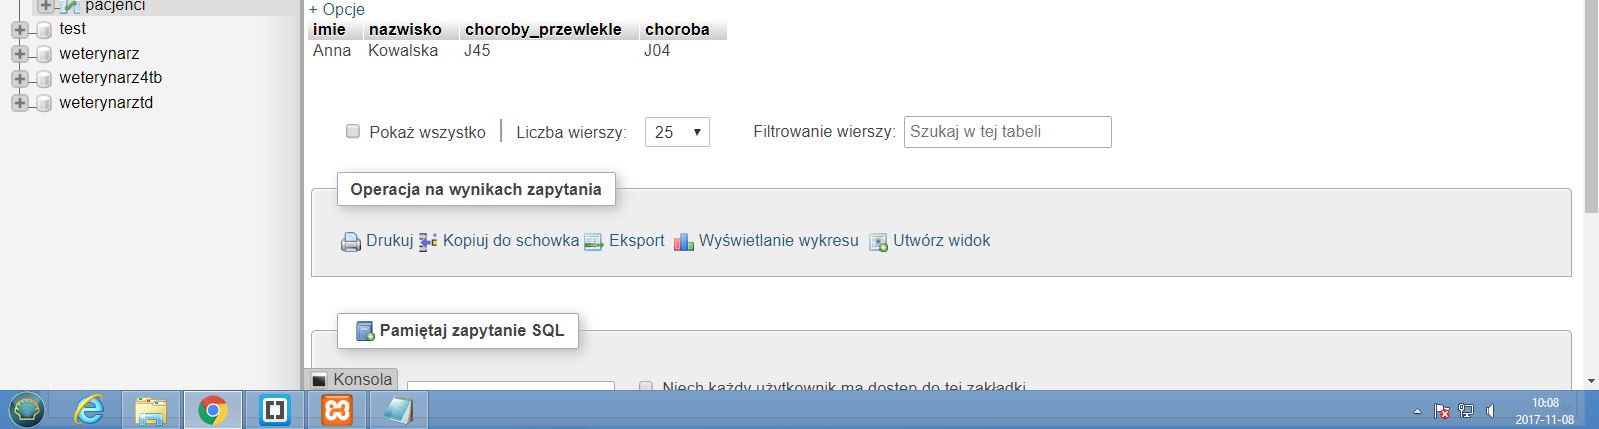 pacjenci
test
weterynarz
weterynarz4tb
weterynarztd
+ Opcje
imie nazwisko choroby_przewlekle choroba
Anna Kowalska J45 J04
Pokaż wszystko | Liczba wierszy: 25 Filtrowanie wierszy: Szukaj w tej tabeli
Operacja na wynikach zapytania
Drukuj Kopiuj do schowka Eksport Wyświetlanie wykresu Utwórz widok
Pamiętaj zapytanie SQL
Konsola
Niech każdy użytkownik ma dostęp do tej zakładki
10:08
2017-11-08